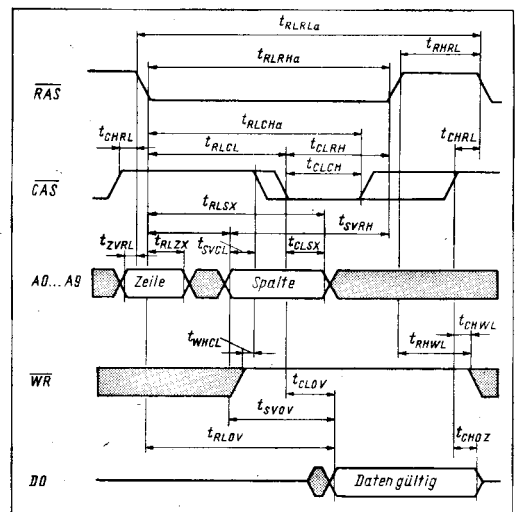 tRLRLa
tRLRHa
tRHRL
RAS
tRLCHa
tCHRL
tRLCL
tCLRH
tCHRL
tCLCH
CAS
tRLSX
tSVRH
tZVRL
tRLZX
tSVCL
tCLSX
A0...A9
Zeile
Spalte
tCHWL
tWHCL
tRHWL
WR
tCLOV
tSVOV
tRLOV
tCHOZ
DO
Daten gültig